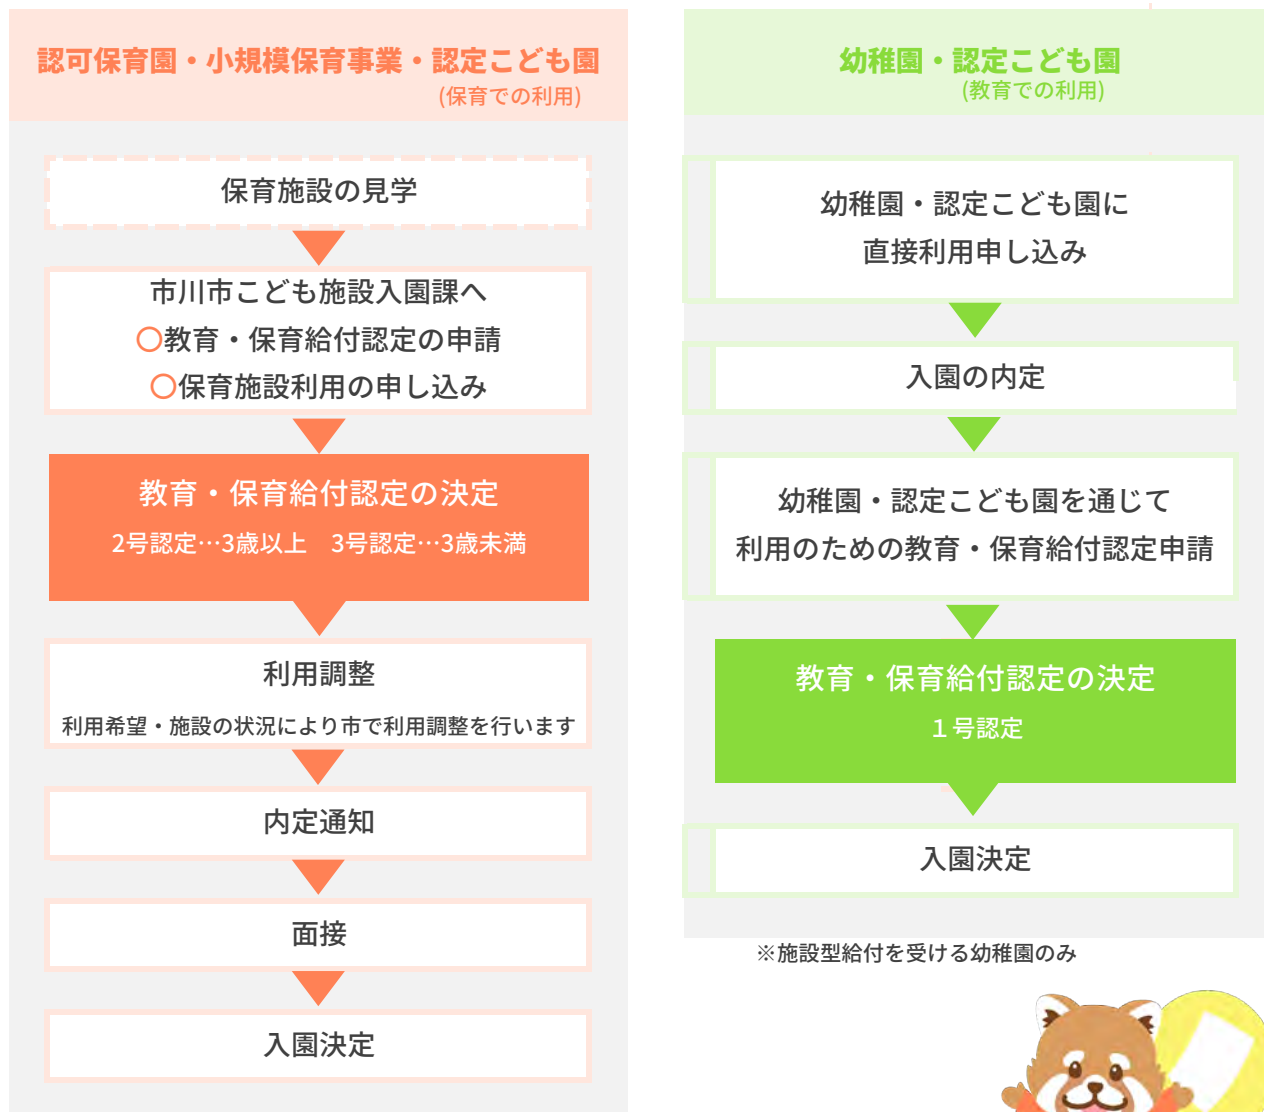 認可保育園・小規模保育事業・認定こども園
(保育での利用)
保育施設の見学
市川市こども施設入園課へ
〇教育・保育給付認定の申請
〇保育施設利用の申し込み
教育・保育給付認定の決定
2号認定…3歳以上　3号認定…3歳未満
利用調整
利用希望・施設の状況により市で利用調整を行います
内定通知
面接
入園決定
幼稚園・認定こども園
(教育での利用)
幼稚園・認定こども園に
直接利用申し込み
入園の内定
幼稚園・認定こども園を通じて
利用のための教育・保育給付認定申請
教育・保育給付認定の決定
１号認定
入園決定
※施設型給付を受ける幼稚園のみ